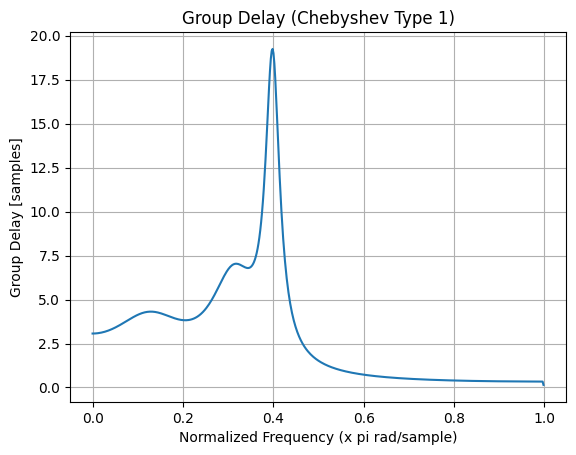 Group Delay (Chebyshev Type 1)
Group Delay [samples]
20.0
17.5
15.0
12.5
10.0
7.5
5.0
2.5
0.0
0.0 0.2 0.4 0.6 0.8 1.0
Normalized Frequency (x pi rad/sample)